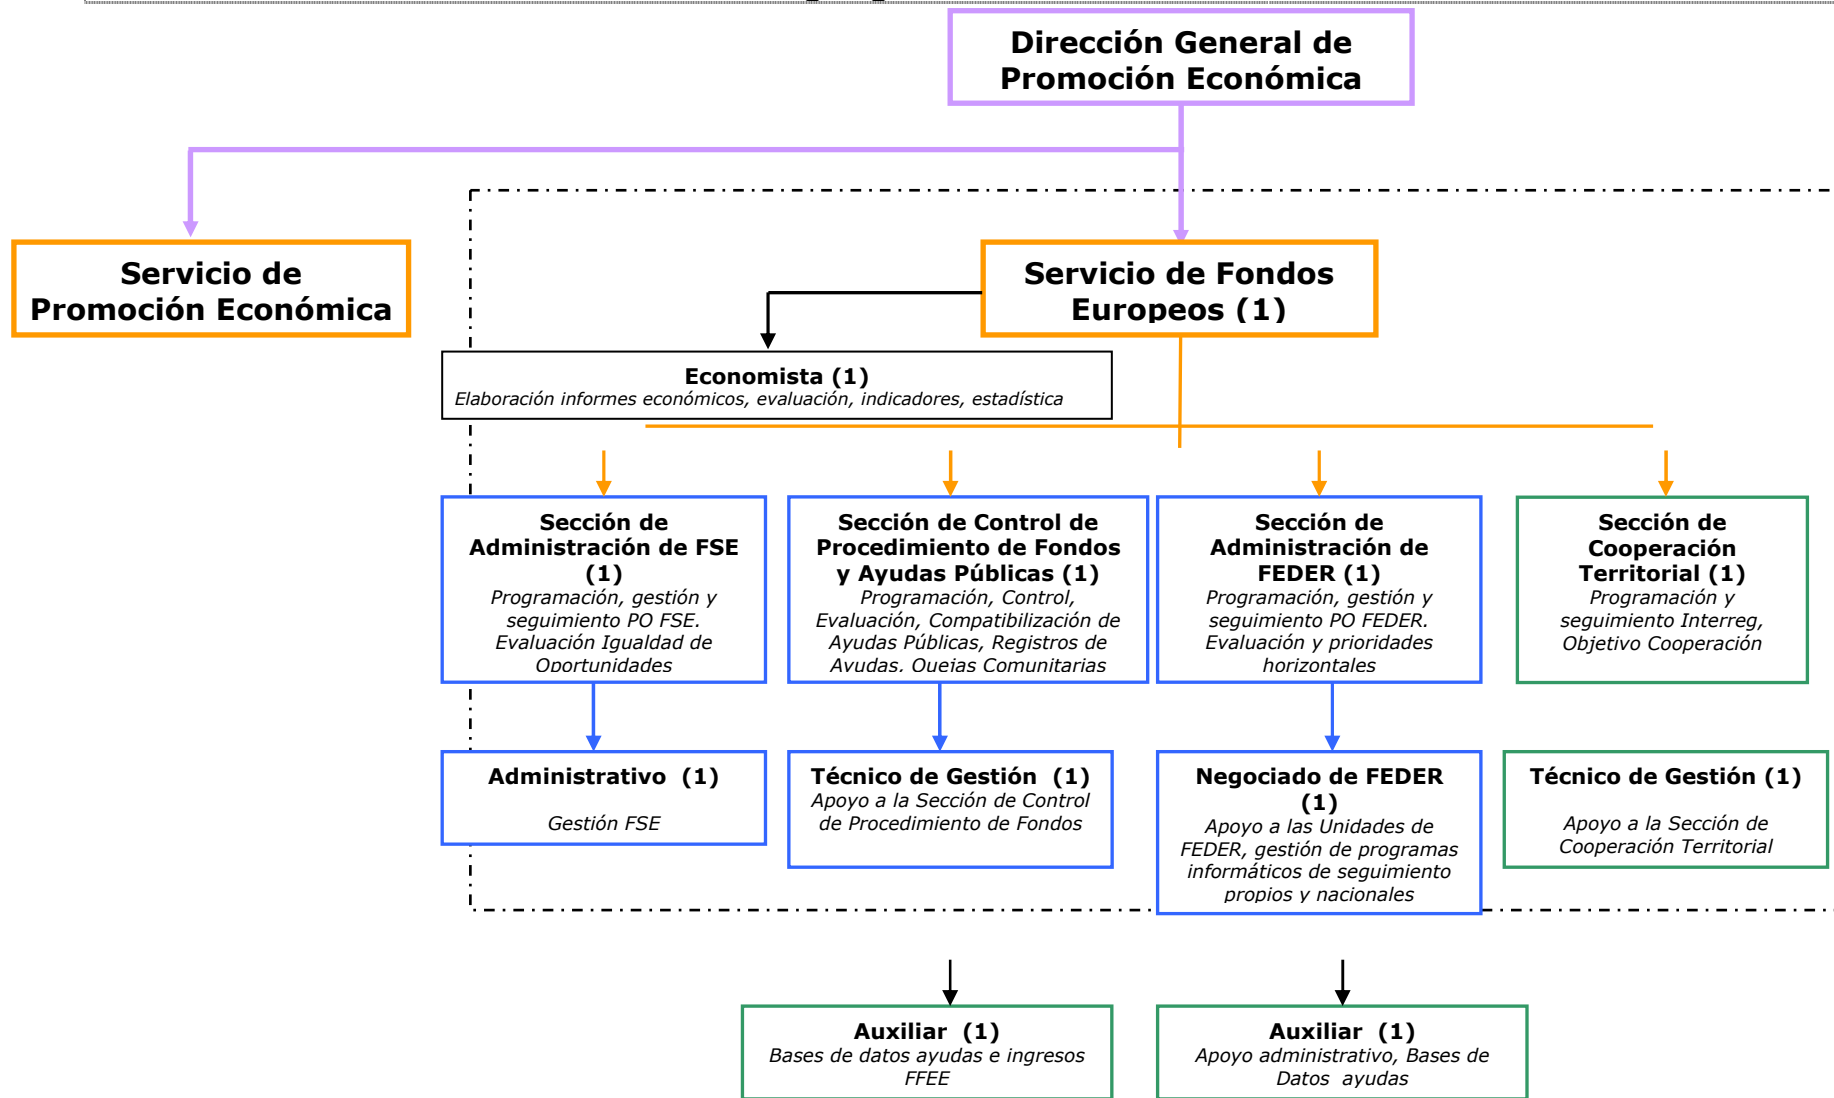 Dirección General de
Promoción Económica
Servicio de
Promoción Económica
Servicio de Fondos
Europeos (1)
Economista (1)
Elaboración informes económicos, evaluación, indicadores, estadística
Sección de
Administración de FSE
(1)
Programación, gestión y
seguimiento PO FSE.
Evaluación Igualdad de
Oportunidades
Sección de Control de
Procedimiento de Fondos
y Ayudas Públicas (1)
Programación, Control,
Evaluación, Compatibilización de
Ayudas Públicas, Registros de
Ayudas. Quejas Comunitarias
Sección de
Administración de
FEDER (1)
Programación, gestión y
seguimiento PO FEDER.
Evaluación y prioridades
horizontales
Sección de
Cooperación
Territorial (1)
Programación y
seguimiento Interreg,
Objetivo Cooperación
Administrativo (1)
Gestión FSE
Técnico de Gestión (1)
Apoyo a la Sección de Control
de Procedimiento de Fondos
Negociado de FEDER
(1)
Apoyo a las Unidades de
FEDER, gestión de programas
informáticos de seguimiento
propios y nacionales
Técnico de Gestión (1)
Apoyo a la Sección de
Cooperación Territorial
Auxiliar (1)
Bases de datos ayudas e ingresos
FFEE
Auxiliar (1)
Apoyo administrativo, Bases de
Datos ayudas